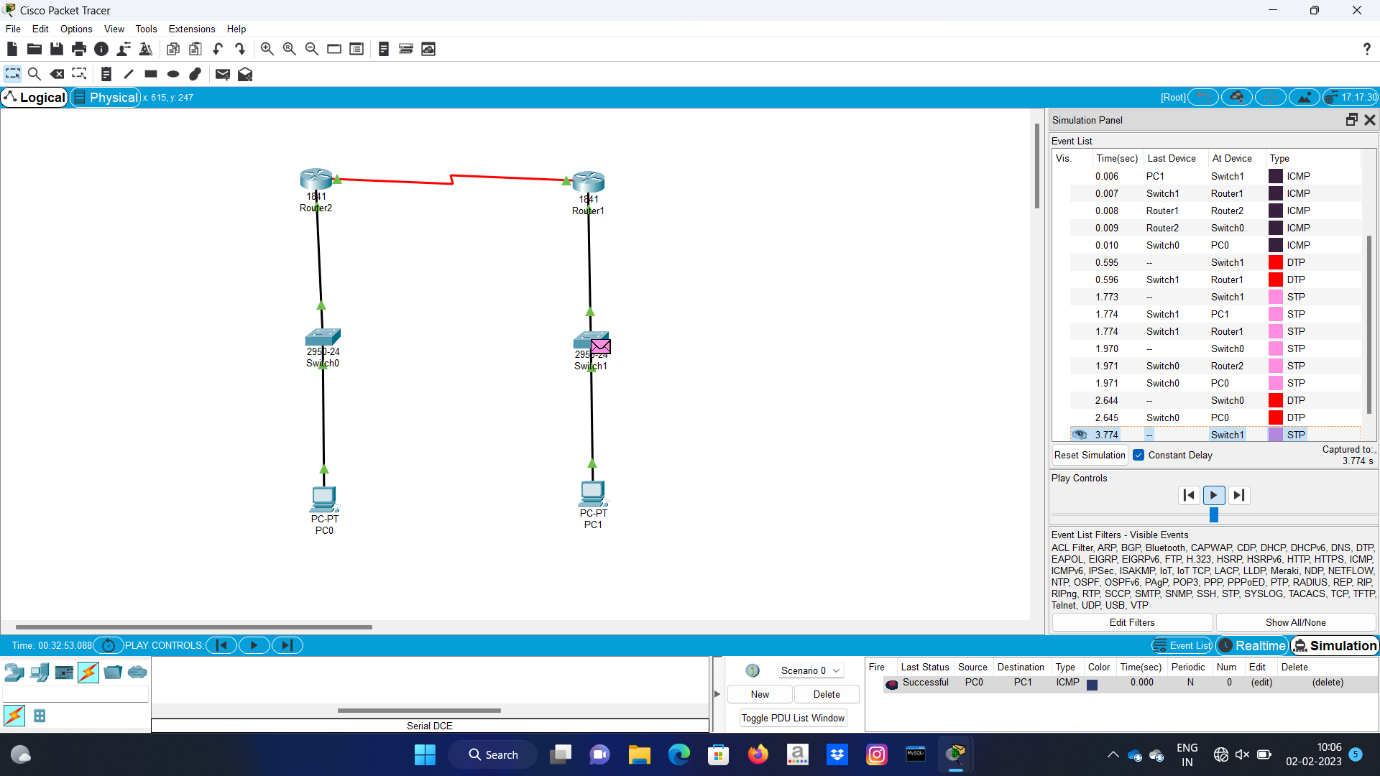 Cisco Packet Tracer
File Edit Options View Tools Extensions Help
?
Logical Physical x: 615, y: 247 [Root] 17:17:30
1841
Router2
1841
Router1
2950-24
Switch0
2950-24
Switch1
PC-PT
PC0
PC-PT
PC1
Simulation Panel
Event List
Vis. Time(sec) Last Device At Device Type
0.006 PC1 Switch1 ICMP
0.007 Switch1 Router1 ICMP
0.008 Router1 Router2 ICMP
0.009 Router2 Switch0 ICMP
0.010 Switch0 PC0 ICMP
0.595 -- Switch1 DTP
0.596 Switch1 Router1 DTP
1.773 -- Switch1 STP
1.774 Switch1 PC1 STP
1.774 Switch1 Router1 STP
1.970 -- Switch0 STP
1.971 Switch0 Router2 STP
1.971 Switch0 PC0 STP
2.644 -- Switch0 DTP
2.645 Switch0 PC0 DTP
3.774 -- Switch1 STP
Reset Simulation Constant Delay Captured to:
3.774 s
Play Controls
Event List Filters - Visible Events
ACL Filter, ARP, BGP, Bluetooth, CAPWAP, CDP, DHCP, DHCPv6, DNS, DTP,
EAPOL, EIGRP, EIGRPv6, FTP, H.323, HSRP, HSRPv6, HTTP, HTTPS, ICMP,
ICMPv6, IPSec, ISAKMP, IoT, IoT TCP, LACP, LLDP, Meraki, NDP, NETFLOW,
NTP, OSPF, OSPFv6, PAgP, POP3, PPP, PPPoED, PTP, RADIUS, REP, RIP,
RIPng, RTP, SCCP, SMTP, SNMP, SSH, STP, SYSLOG, TACACS, TCP, TFTP,
Telnet, UDP, USB, VTP
Edit Filters Show All/None
Time: 00:32:53.088 PLAY CONTROLS: Event List Realtime Simulation
Scenario 0
New Delete
Toggle PDU List Window
Fire Last Status Source Destination Type Color Time(sec) Periodic Num Edit Delete
Successful PC0 PC1 ICMP 0.000 N 0 (edit) (delete)
Serial DCE
Search
ENG
IN
10:06
02-02-2023
5